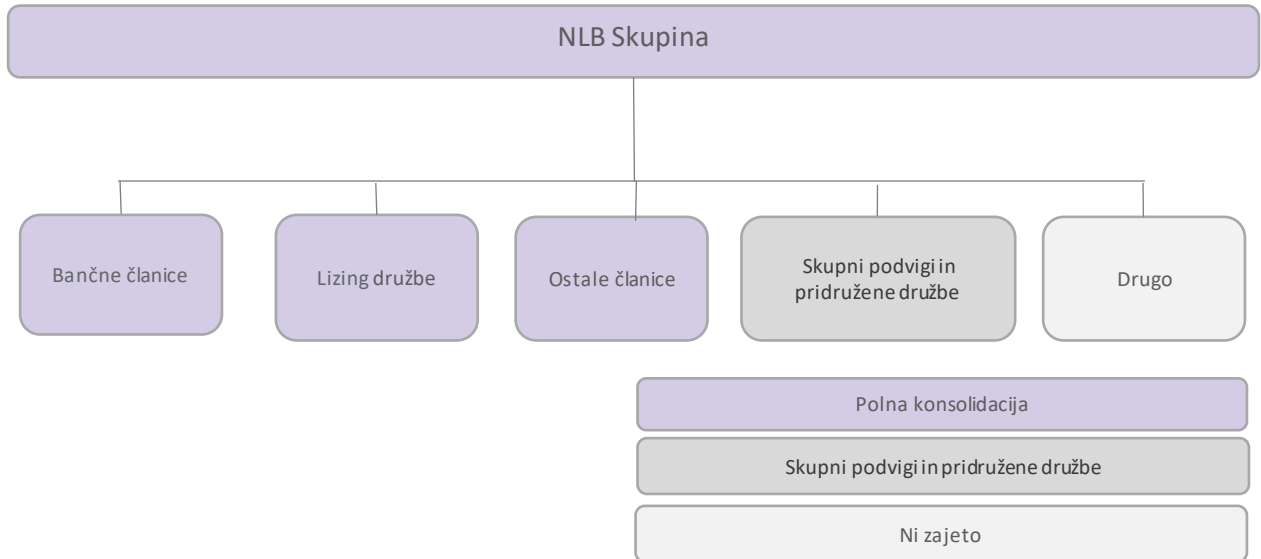 NLB Skupina
Bančne članice
Lizing družbe
Ostale članice
Skupni podvigi in
pridružene družbe
Drugo
Polna konsolidacija
Skupni podvigi in pridružene družbe
Ni zajeto